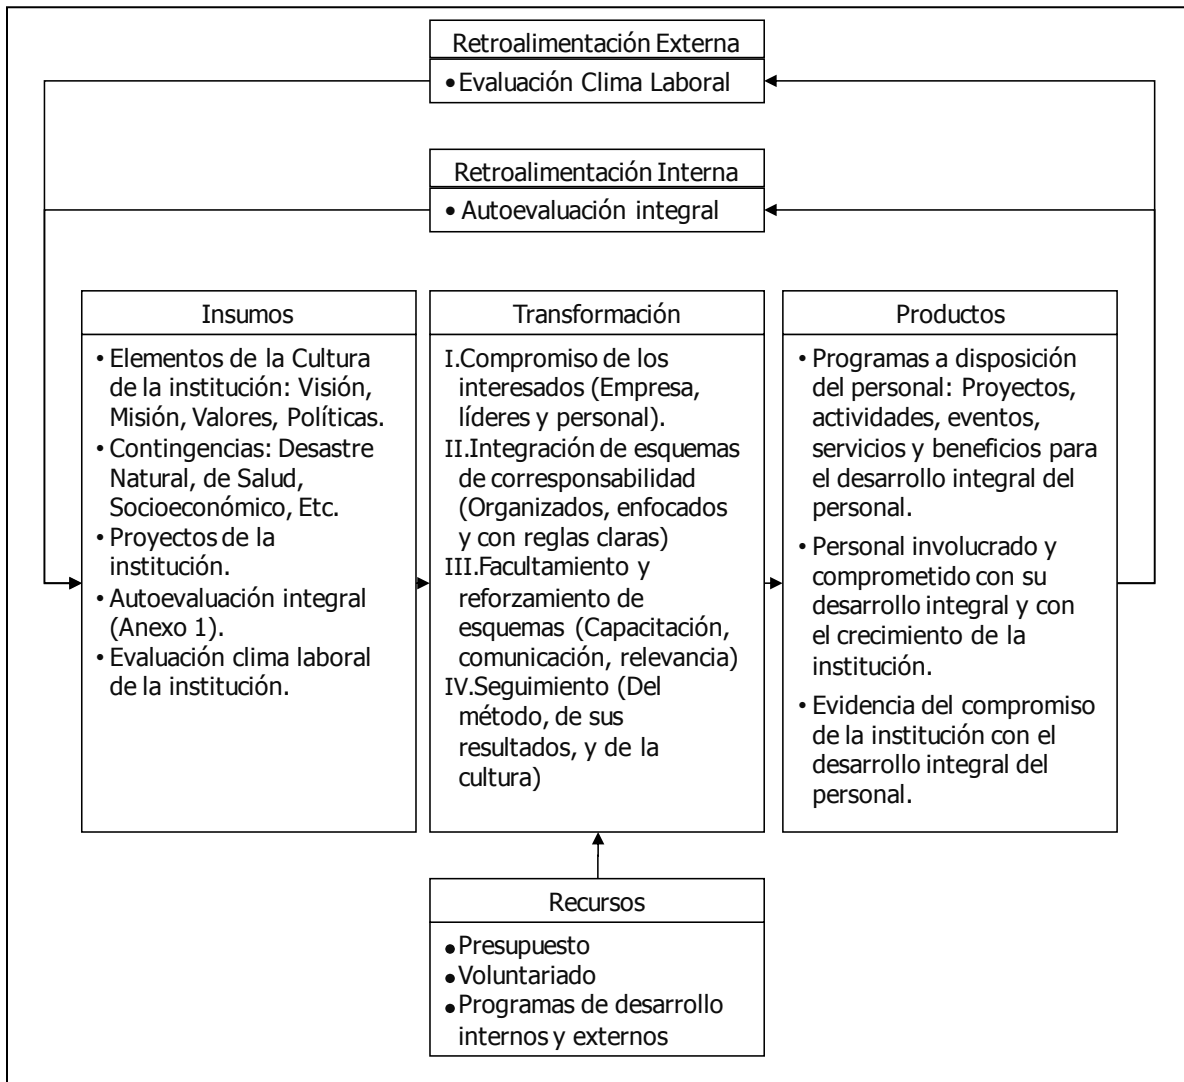 Retroalimentación Externa
•Evaluación Clima Laboral
Retroalimentación Interna
• Autoevaluación integral
Insumos
• Elementos de la Cultura
de la institución: Visión,
Misión, Valores, Políticas.
• Contingencias: Desastre
Natural, de Salud,
Socioeconómico, Etc.
• Proyectos de la
institución.
• Autoevaluación integral
(Anexo 1).
• Evaluación clima laboral
de la institución.
Transformación
I.Compromiso de los
interesados (Empresa,
líderes y personal).
II.Integración de esquemas
de corresponsabilidad
(Organizados, enfocados
y con reglas claras)
III.Facultamiento y
reforzamiento de
esquemas (Capacitación,
comunicación, relevancia)
IV.Seguimiento (Del
método, de sus
resultados, y de la
cultura)
Productos
• Programas a disposición
del personal: Proyectos,
actividades, eventos,
servicios y beneficios para
el desarrollo integral del
personal.
• Personal involucrado y
comprometido con su
desarrollo integral y con
el crecimiento de la
institución.
• Evidencia del compromiso
de la institución con el
desarrollo integral del
personal.
Recursos
•Presupuesto
•Voluntariado
•Programas de desarrollo
internos y externos